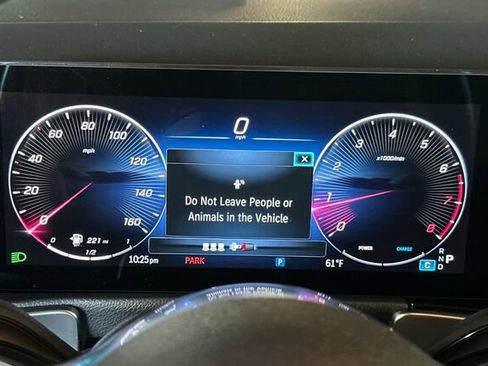 0
mph
80
60
100
40
mph
120
20
140
0
160
0
221 mi
1
1/2
×
Do Not Leave People or
Animals in the Vehicle
4
3
5
2
x1000/min
6
1
7
0
8
POWER
CHARGE
R
N
D
P
C
10:25pm
PARK
P
61°F